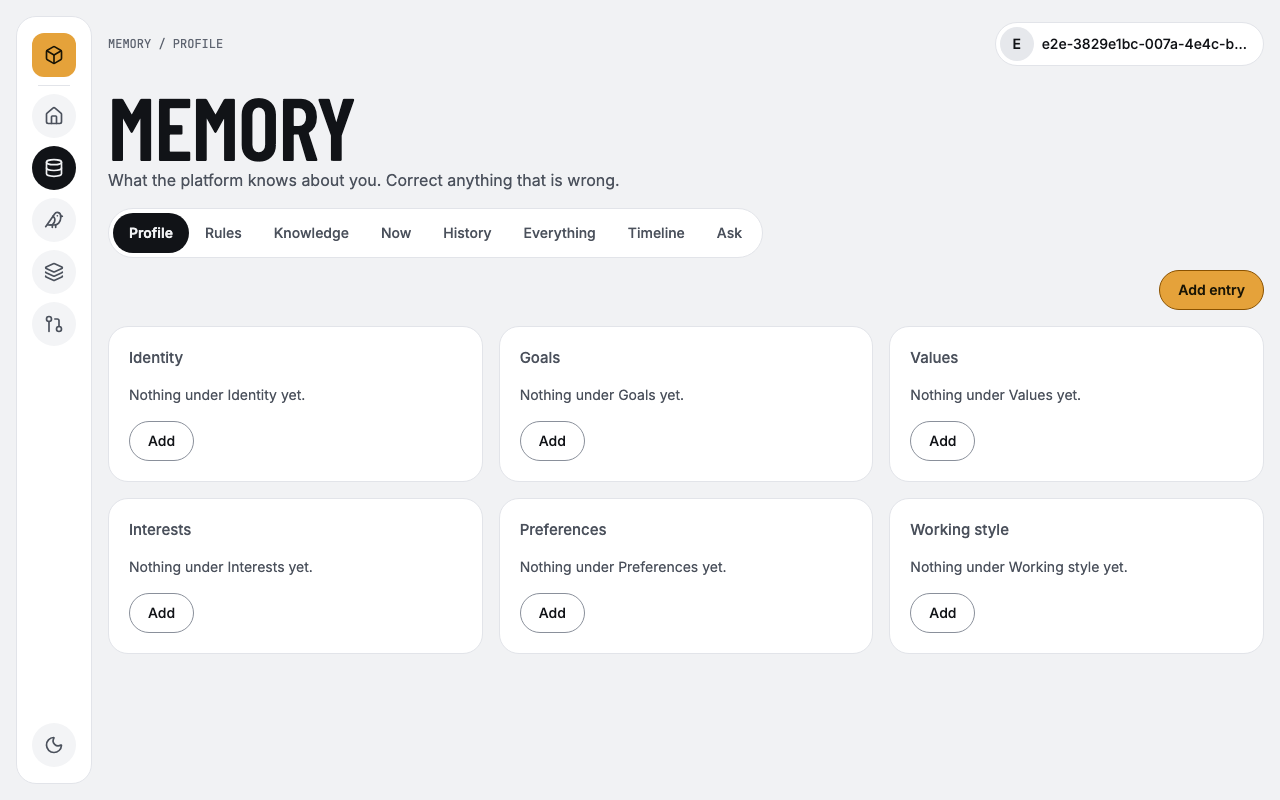 MEMORY / PROFILE
E e2e-3829e1bc-007a-4e4c-b...
MEMORY
What the platform knows about you. Correct anything that is wrong.
Profile Rules Knowledge Now History Everything Timeline Ask
Add entry
Identity
Nothing under Identity yet.
Add
Goals
Nothing under Goals yet.
Add
Values
Nothing under Values yet.
Add
Interests
Nothing under Interests yet.
Add
Preferences
Nothing under Preferences yet.
Add
Working style
Nothing under Working style yet.
Add